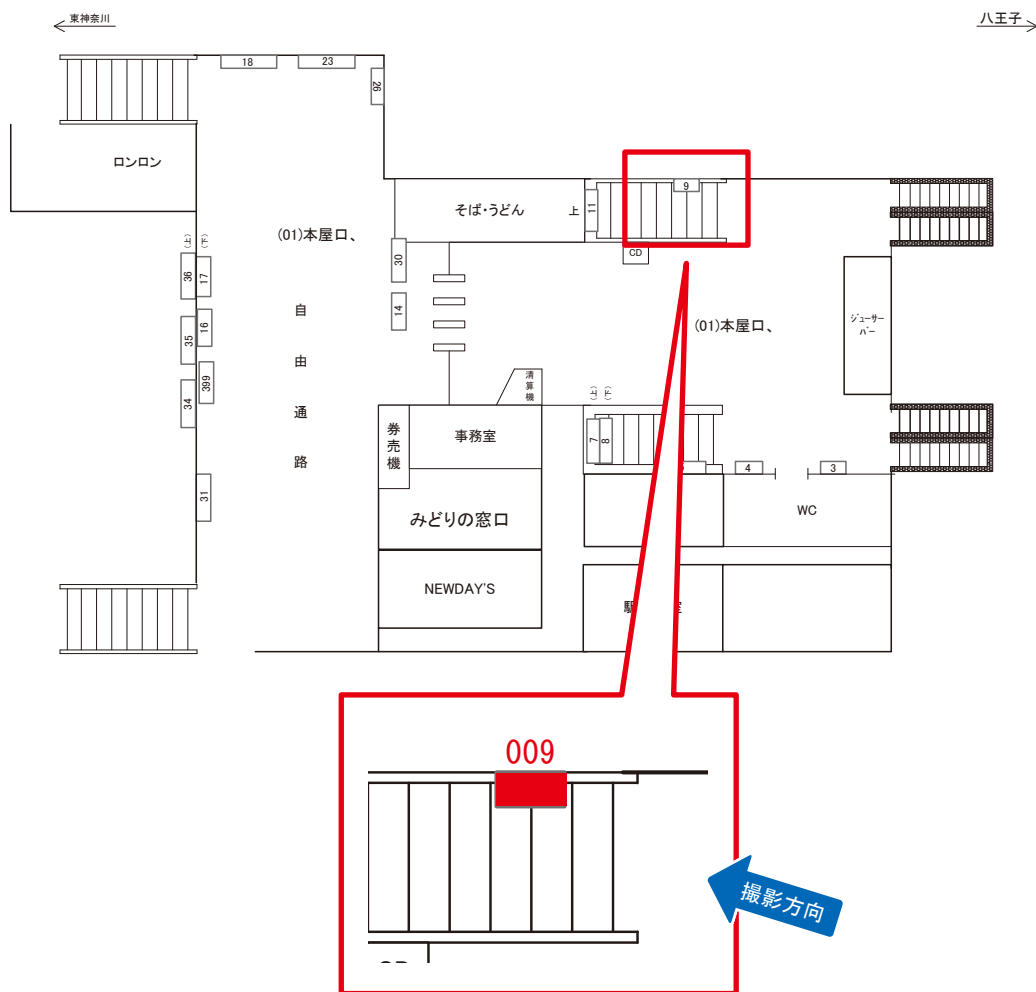 東神奈川
八王子
18
23
26
ロンロン
そば・うどん
上
11
9
(01)本屋口、
(上)
(下)
36
17
30
CD
14
(01)本屋口、
自由通路
35
16
399
34
31
ジューサーバー
清算機
券売機
事務室
(上)
(下)
7
8
4
3
みどりの窓口
WC
NEWDAY'S
009
撮影方向